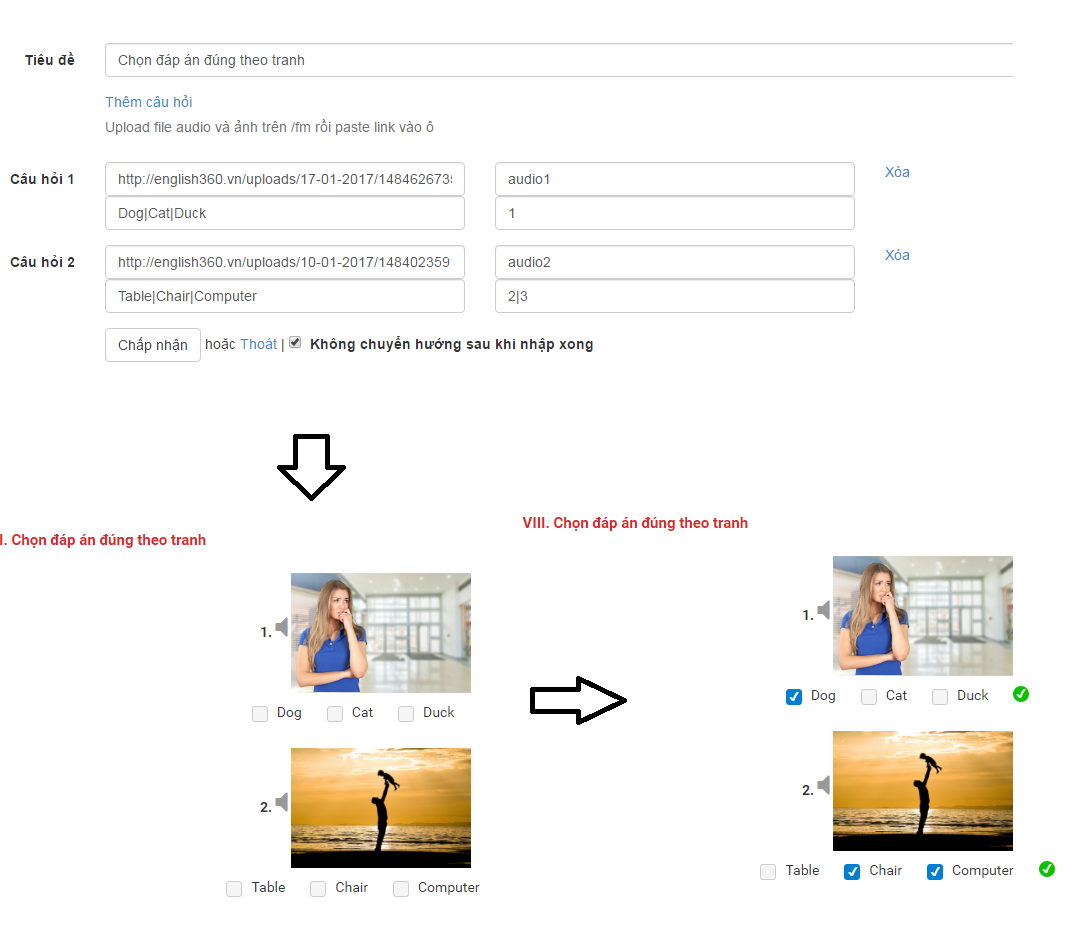 Tiêu đề Chọn đáp án đúng theo tranh
Thêm câu hỏi
Upload file audio và ảnh trên /fm rồi paste link vào ô
Câu hỏi 1 http://english360.vn/uploads/17-01-2017/148462673 audio1 Xóa
Dog|Cat|Duck 1
Câu hỏi 2 http://english360.vn/uploads/10-01-2017/148402359 audio2 Xóa
Table|Chair|Computer 2|3
Chấp nhận hoặc Thoát | Không chuyển hướng sau khi nhập xong
I. Chọn đáp án đúng theo tranh
1.
Dog Cat Duck
2.
Table Chair Computer
VIII. Chọn đáp án đúng theo tranh
1.
Dog Cat Duck
2.
Table Chair Computer